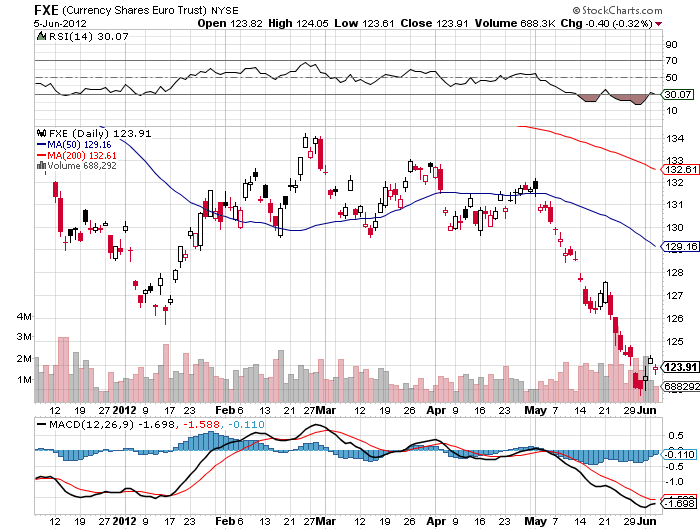 FXE (Currency Shares Euro Trust) NYSE © StockCharts.com
5-Jun-2012 Open 123.82 High 124.05 Low 123.61 Close 123.91 Volume 688.3K Chg -0.40 (-0.32%)
RSI(14) 30.07
90
70
50
30.07
10
FXE (Daily) 123.91
MA(50) 129.16
MA(200) 132.61
Volume 688,292
134
133
132.61
132
131
130
129.16
128
127
126
125
4M
3M
2M
1M
123.91
688292
12 19 27 2012 9 17 23 Feb 6 13 21 27 Mar 12 19 26 Apr 9 16 23 May 7 14 21 29 Jun
MACD(12,26,9) -1.698, -1.588, -0.110
0.5
-0.110
-0.5
-1.0
-1.698
12 19 27 2012 9 17 23 Feb 6 13 21 27 Mar 12 19 26 Apr 9 16 23 May 7 14 21 29 Jun